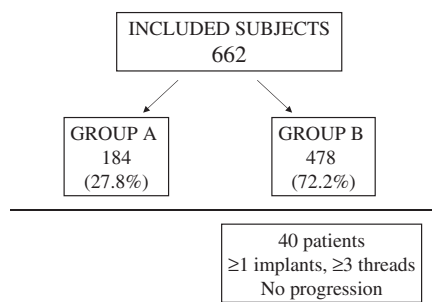 INCLUDED SUBJECTS
662
GROUP A
184
(27.8%)
GROUP B
478
(72.2%)
40 patients
≥1 implants, ≥3 threads
No progression